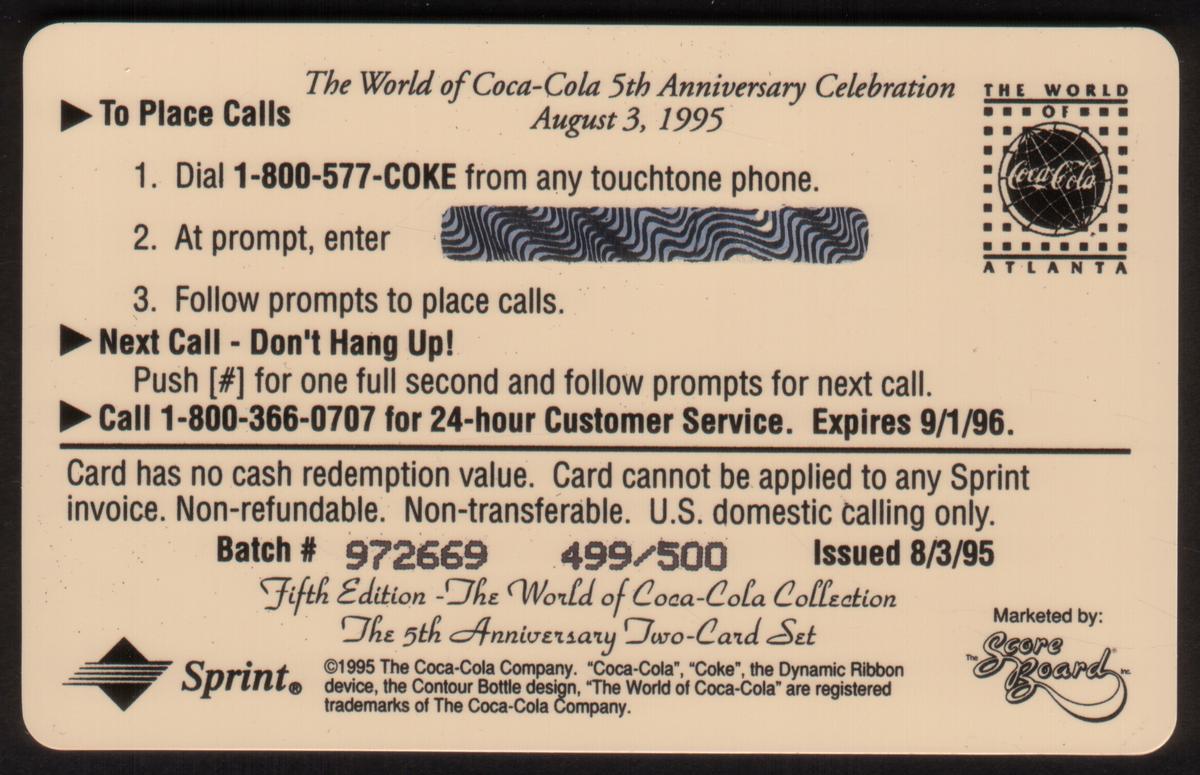 The World of Coca-Cola 5th Anniversary Celebration
August 3, 1995
To Place Calls
1. Dial 1-800-577-COKE from any touchtone phone.
2. At prompt, enter
3. Follow prompts to place calls.
Next Call - Don't Hang Up!
Push [#] for one full second and follow prompts for next call.
Call 1-800-366-0707 for 24-hour Customer Service. Expires 9/1/96.
THE WORLD
OF
Coca-Cola
ATLANTA
Card has no cash redemption value. Card cannot be applied to any Sprint
invoice. Non-refundable. Non-transferable. U.S. domestic calling only.
Batch # 972669 499/500 Issued 8/3/95
Fifth Edition - The World of Coca-Cola Collection
The 5th Anniversary Two-Card Set
Sprint®
©1995 The Coca-Cola Company. "Coca-Cola", "Coke", the Dynamic Ribbon
device, the Contour Bottle design, "The World of Coca-Cola" are registered
trademarks of The Coca-Cola Company.
Marketed by:
The Score
Board® Inc.